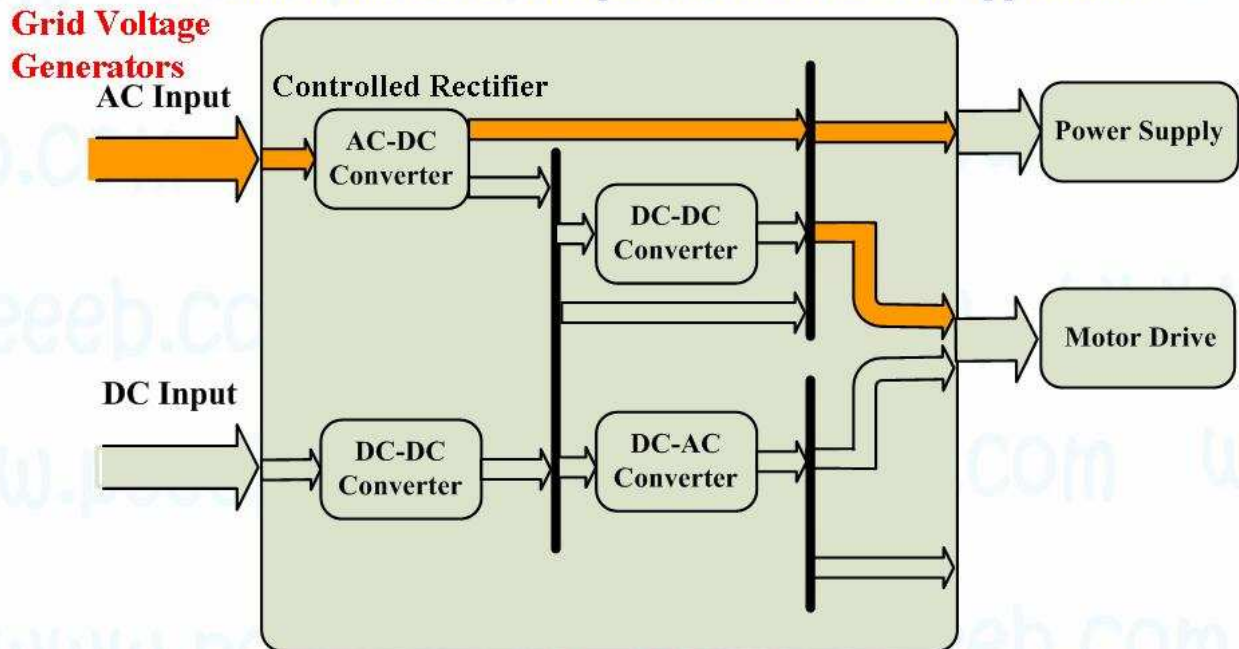 Grid Voltage
Generators
AC Input
Controlled Rectifier
AC-DC
Converter
Power Supply
DC-DC
Converter
Motor Drive
DC Input
DC-DC
Converter
DC-AC
Converter